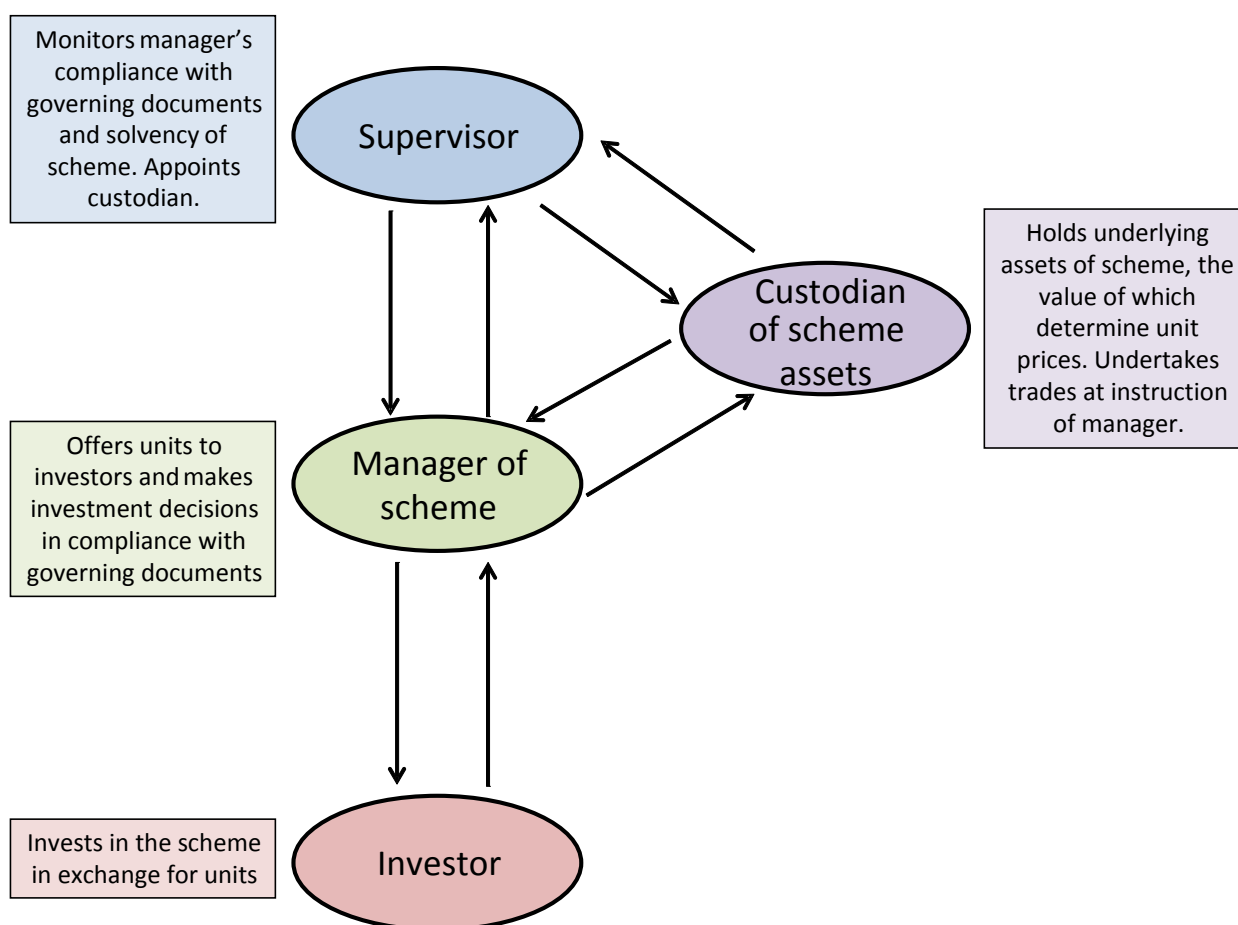 Monitors manager’s
compliance with
governing documents
and solvency of
scheme. Appoints
custodian.
Supervisor
Holds underlying
assets of scheme, the
value of which
determine unit
prices. Undertakes
trades at instruction
of manager.
Custodian
of scheme
assets
Offers units to
investors and makes
investment decisions
in compliance with
governing documents
Manager of
scheme
Invests in the scheme
in exchange for units
Investor